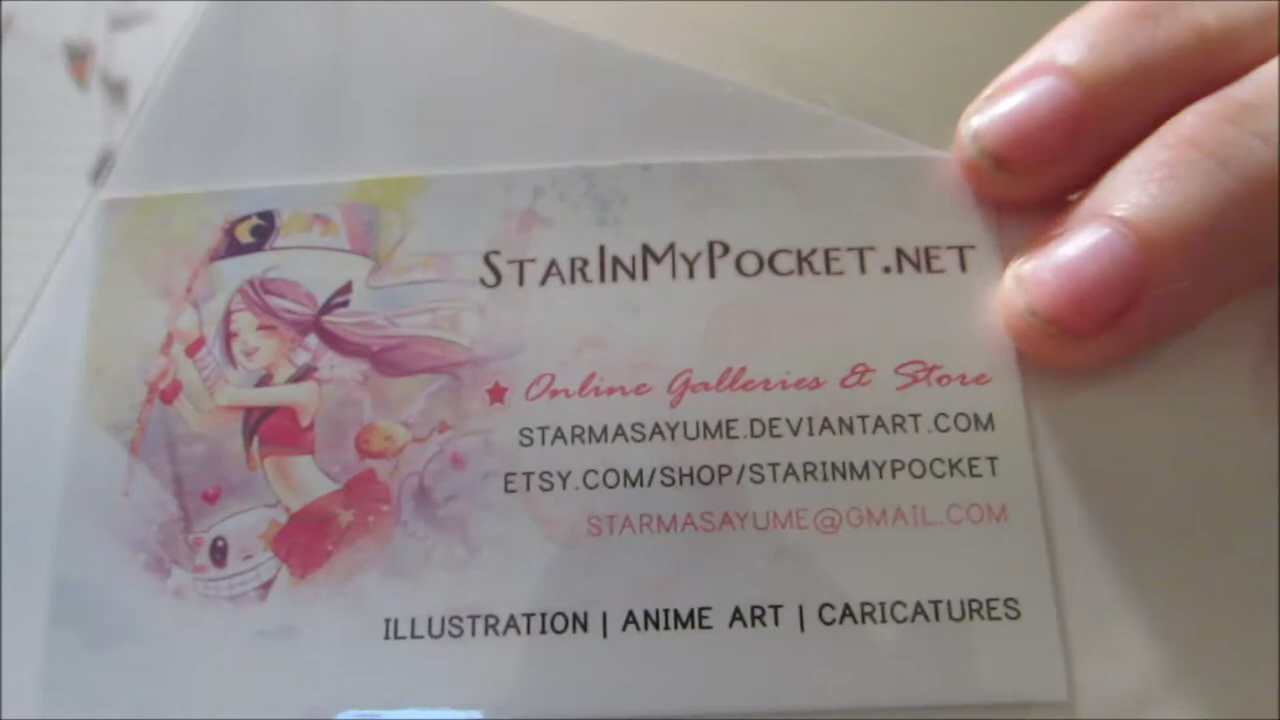 STARINMYPOCKET.NET
Online Galleries & Store
STARMASAYUME.DEVIANTART.COM
ETSY.COM/SHOP/STARINMYPOCKET
STARMASAYUME@GMAIL.COM
ILLUSTRATION | ANIME ART | CARICATURES